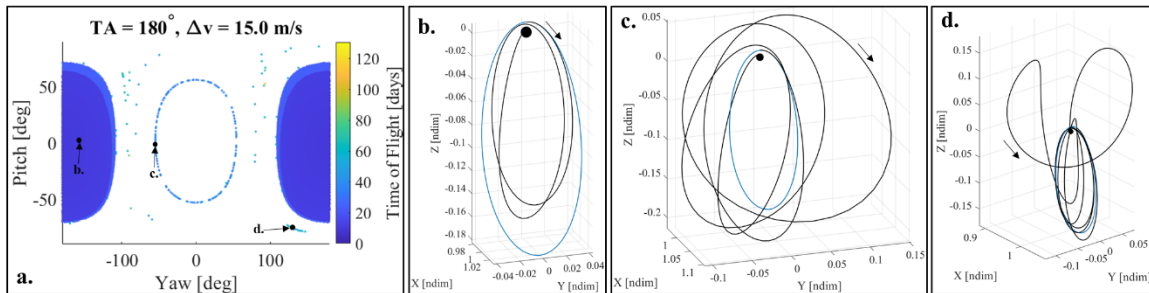 TA = 180°, Δv = 15.0 m/s
50
0
-50
Pitch [deg]
b.
c.
d.
-100
0
100
Yaw [deg]
a.
120
100
80
60
40
20
0
Time of Flight [days]
b.
0
-0.02
-0.04
-0.06
-0.08
-0.1
-0.12
-0.14
-0.16
-0.18
Z [ndim]
0.98
1
1.02
X [ndim]
-0.04
-0.02
0
0.02
0.04
Y [ndim]
c.
0.05
0
-0.05
-0.1
-0.15
-0.2
Z [ndim]
1
1.05
1.1
X [ndim]
-0.1
-0.05
0
0.05
0.1
0.15
Y [ndim]
d.
0.15
0.1
0.05
0
-0.05
-0.1
-0.15
Z [ndim]
0.9
1
X [ndim]
-0.1
-0.05
0
0.05
Y [ndim]